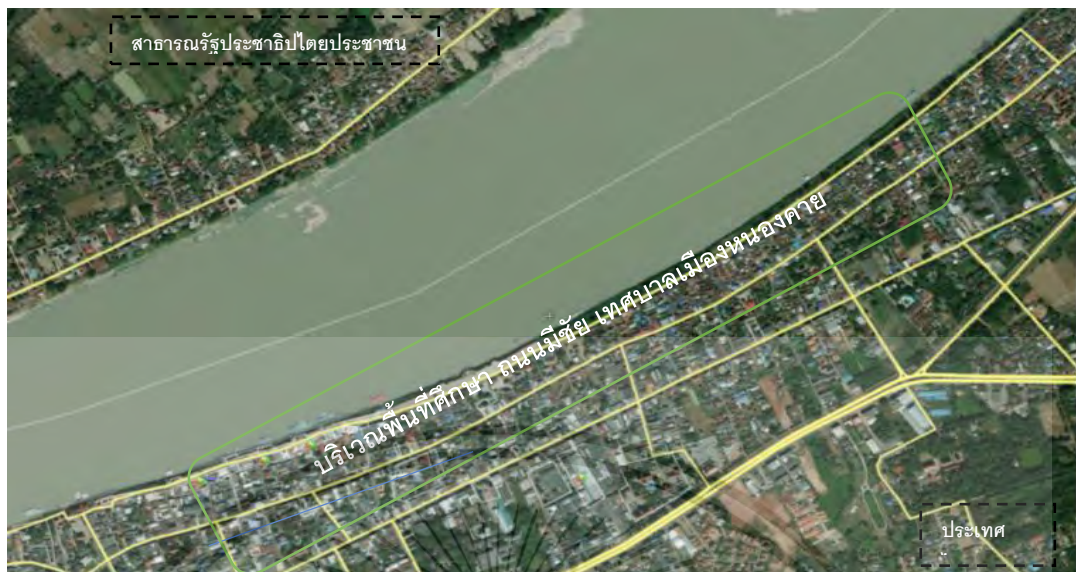 สาธารณรัฐประชาธิปไตยประชาชน
บริเวณพื้นที่ศึกษา ถนนมีชัย เทศบาลเมืองหนองคาย
ประเทศ